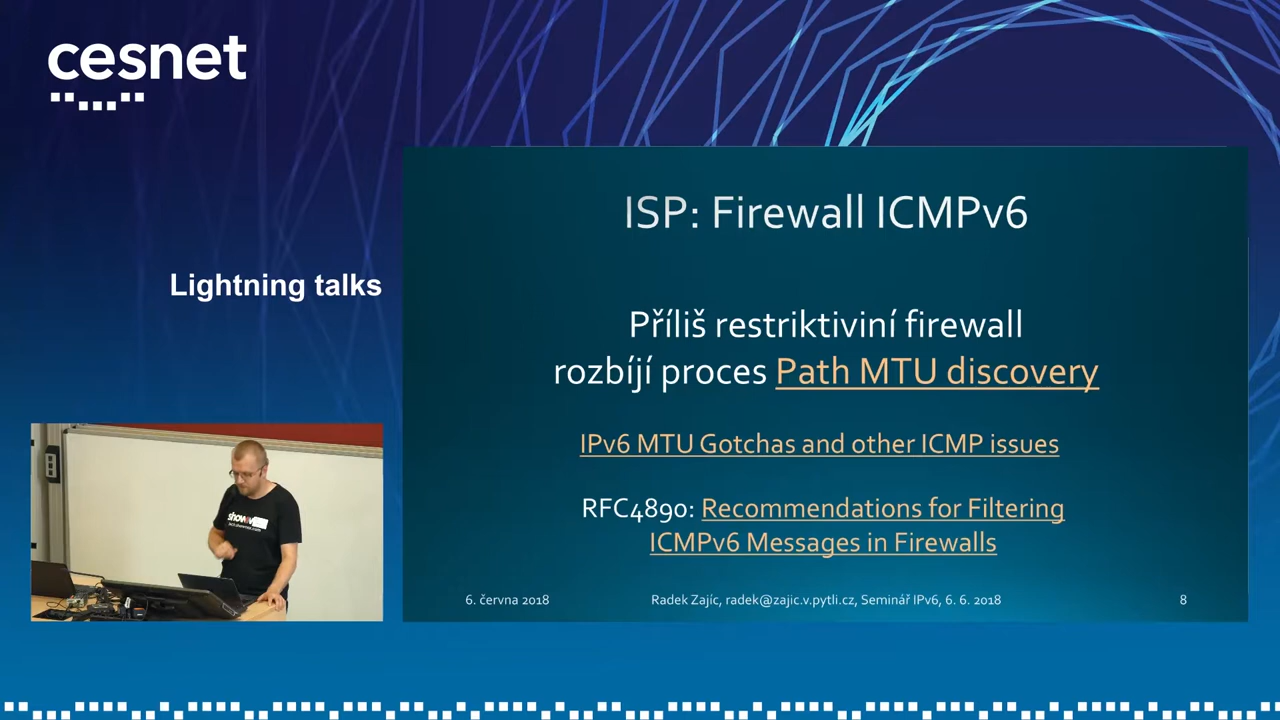 cesnet
Lightning talks
ISP: Firewall ICMPv6
Příliš restriktiviní firewall
rozbíjí proces Path MTU discovery
IPv6 MTU Gotchas and other ICMP issues
RFC4890: Recommendations for Filtering
ICMPv6 Messages in Firewalls
6. června 2018
Radek Zajíc, radek@zajic.v.pytli.cz, Seminář IPv6, 6. 6. 2018
8